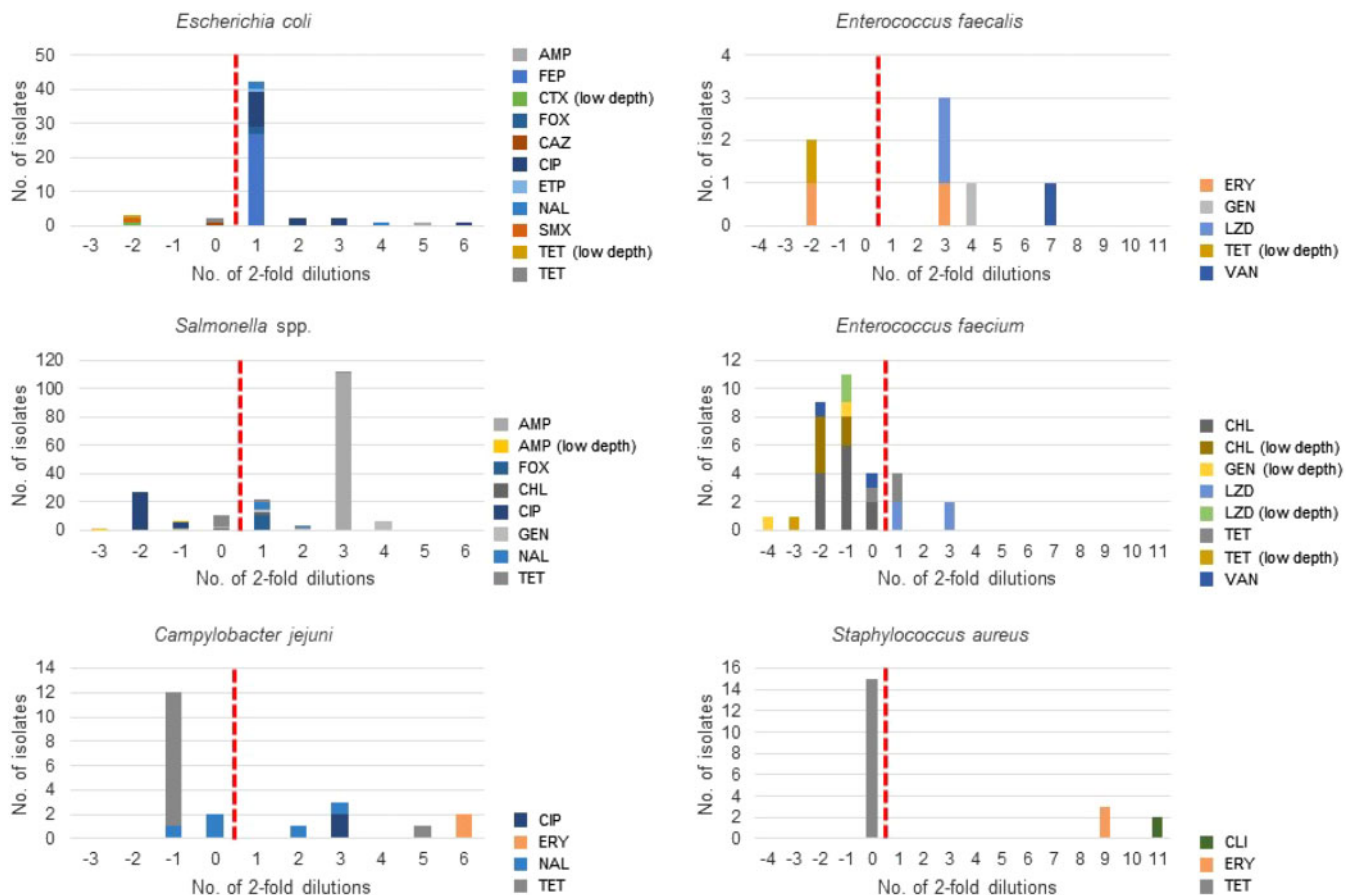 Escherichia coli
No. of isolates
50
40
30
20
10
0
-3 -2 -1 0 1 2 3 4 5 6
No. of 2-fold dilutions
AMP
FEP
CTX (low depth)
FOX
CAZ
CIP
ETP
NAL
SMX
TET (low depth)
TET
Enterococcus faecalis
No. of isolates
4
3
2
1
0
-4 -3 -2 -1 0 1 2 3 4 5 6 7 8 9 10 11
No. of 2-fold dilutions
ERY
GEN
LZD
TET (low depth)
VAN
Salmonella spp.
No. of isolates
120
100
80
60
40
20
0
-3 -2 -1 0 1 2 3 4 5 6
No. of 2-fold dilutions
AMP
AMP (low depth)
FOX
CHL
CIP
GEN
NAL
TET
Enterococcus faecium
No. of isolates
12
10
8
6
4
2
0
-4 -3 -2 -1 0 1 2 3 4 5 6 7 8 9 10 11
No. of 2-fold dilutions
CHL
CHL (low depth)
GEN (low depth)
LZD
LZD (low depth)
TET
TET (low depth)
VAN
Campylobacter jejuni
No. of isolates
14
12
10
8
6
4
2
0
-3 -2 -1 0 1 2 3 4 5 6
No. of 2-fold dilutions
CIP
ERY
NAL
TET
Staphylococcus aureus
No. of isolates
16
14
12
10
8
6
4
2
0
-4 -3 -2 -1 0 1 2 3 4 5 6 7 8 9 10 11
No. of 2-fold dilutions
CLI
ERY
TET